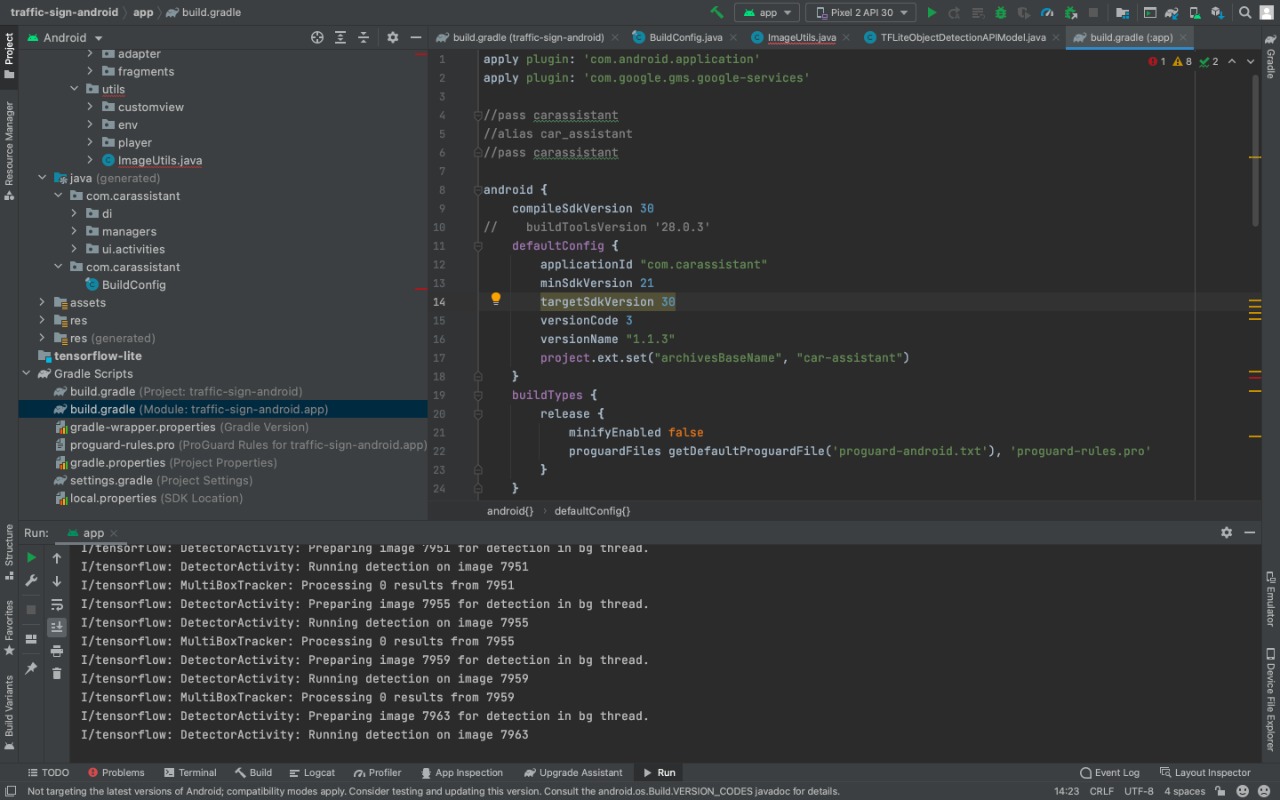 traffic-sign-android app build.gradle
app Pixel 2 API 30
Project
Android
build.gradle (traffic-sign-android) BuildConfig.java ImageUtils.java TFLiteObjectDetectionAPIModel.java build.gradle (:app)
Gradle
Resource Manager
adapter
fragments
utils
customview
env
player
ImageUtils.java
java (generated)
com.carassistant
di
managers
ui.activities
com.carassistant
BuildConfig
assets
res
res (generated)
tensorflow-lite
Gradle Scripts
build.gradle (Project: traffic-sign-android)
build.gradle (Module: traffic-sign-android.app)
gradle-wrapper.properties (Gradle Version)
proguard-rules.pro (ProGuard Rules for traffic-sign-android.app)
gradle.properties (Project Properties)
settings.gradle (Project Settings)
local.properties (SDK Location)
1 8 2
1 apply plugin: 'com.android.application'
2 apply plugin: 'com.google.gms.google-services'
3
4 //pass carassistant
5 //alias car_assistant
6 //pass carassistant
7
8 android {
9 compileSdkVersion 30
10 // buildToolsVersion '28.0.3'
11 defaultConfig {
12 applicationId "com.carassistant"
13 minSdkVersion 21
14 targetSdkVersion 30
15 versionCode 3
16 versionName "1.1.3"
17 project.ext.set("archivesBaseName", "car-assistant")
18 }
19 buildTypes {
20 release {
21 minifyEnabled false
22 proguardFiles getDefaultProguardFile('proguard-android.txt'), 'proguard-rules.pro'
23 }
24 }
android{} defaultConfig{}
Run: app
I/tensorflow: DetectorActivity: Preparing image 7951 for detection in bg thread.
I/tensorflow: DetectorActivity: Running detection on image 7951
I/tensorflow: MultiBoxTracker: Processing 0 results from 7951
I/tensorflow: DetectorActivity: Preparing image 7955 for detection in bg thread.
I/tensorflow: DetectorActivity: Running detection on image 7955
I/tensorflow: MultiBoxTracker: Processing 0 results from 7955
I/tensorflow: DetectorActivity: Preparing image 7959 for detection in bg thread.
I/tensorflow: DetectorActivity: Running detection on image 7959
I/tensorflow: MultiBoxTracker: Processing 0 results from 7959
I/tensorflow: DetectorActivity: Preparing image 7963 for detection in bg thread.
I/tensorflow: DetectorActivity: Running detection on image 7963
Structure
Favorites
Build Variants
Emulator
Device File Explorer
TODO Problems Terminal Build Logcat Profiler App Inspection Upgrade Assistant Run Event Log Layout Inspector
Not targeting the latest versions of Android; compatibility modes apply. Consider testing and updating this version. Consult the android.os.Build.VERSION_CODES javadoc for details. 14:23 CRLF UTF-8 4 spaces